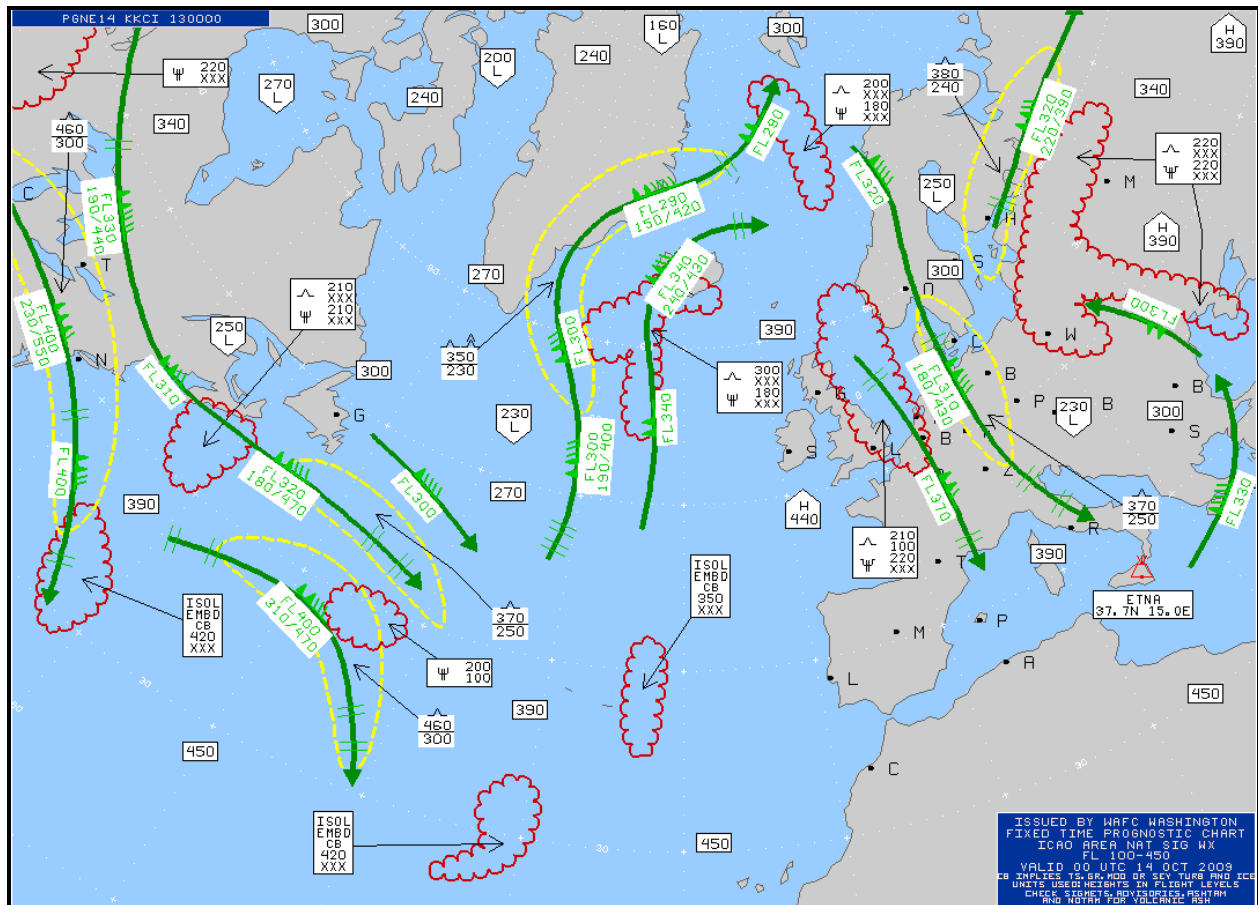 PGNE14 KKCI 130000
300
160
L
300
H
390
240
200
L
220
XXX
270
L
240
200
XXX
180
XXX
380
240
340
340
FL290
FL320
220/390
460
300
220
XXX
220
XXX
FL320
250
L
M
C
FL330
180/440
FL290
150/420
H
H
390
T
270
300
S
FL340
240/430
O
210
XXX
210
XXX
FL300
FL400
230/550
250
L
390
FL300
W
N
350
230
C
FL310
300
300
XXX
180
XXX
FL310
180/430
B
B
G
G
FL340
230
L
P
B
230
L
300
S
FL400
FL320
180/470
FL300
FL300
190/400
S
L
B
Z
FL370
FL330
390
270
H
440
370
250
R
210
100
220
XXX
390
T
ISOL
EMBD
CB
350
XXX
ETNA
37.7N 15.0E
ISOL
EMBD
CB
420
XXX
FL400
310/470
370
250
P
M
A
200
100
L
30
450
390
460
300
450
C
30
ISOL
EMBD
CB
420
XXX
450
30
ISSUED BY WAFC WASHINGTON
FIXED TIME PROGNOSTIC CHART
ICAO AREA NAT SIG WX
FL 100-450
VALID 00 UTC 14 OCT 2009
CB IMPLIES TS,GR,MOD OR SEV TURB AND ICE
UNITS USED:HEIGHTS IN FLIGHT LEVELS
CHECK SIGMETS,ADVISORIES,ASHTAM
AND NOTAM FOR VOLCANIC ASH